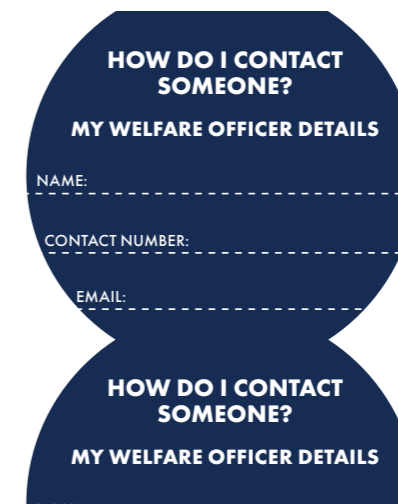 HOW DO I CONTACT
SOMEONE?
MY WELFARE OFFICER DETAILS
NAME:
CONTACT NUMBER:
EMAIL:
HOW DO I CONTACT
SOMEONE?
MY WELFARE OFFICER DETAILS